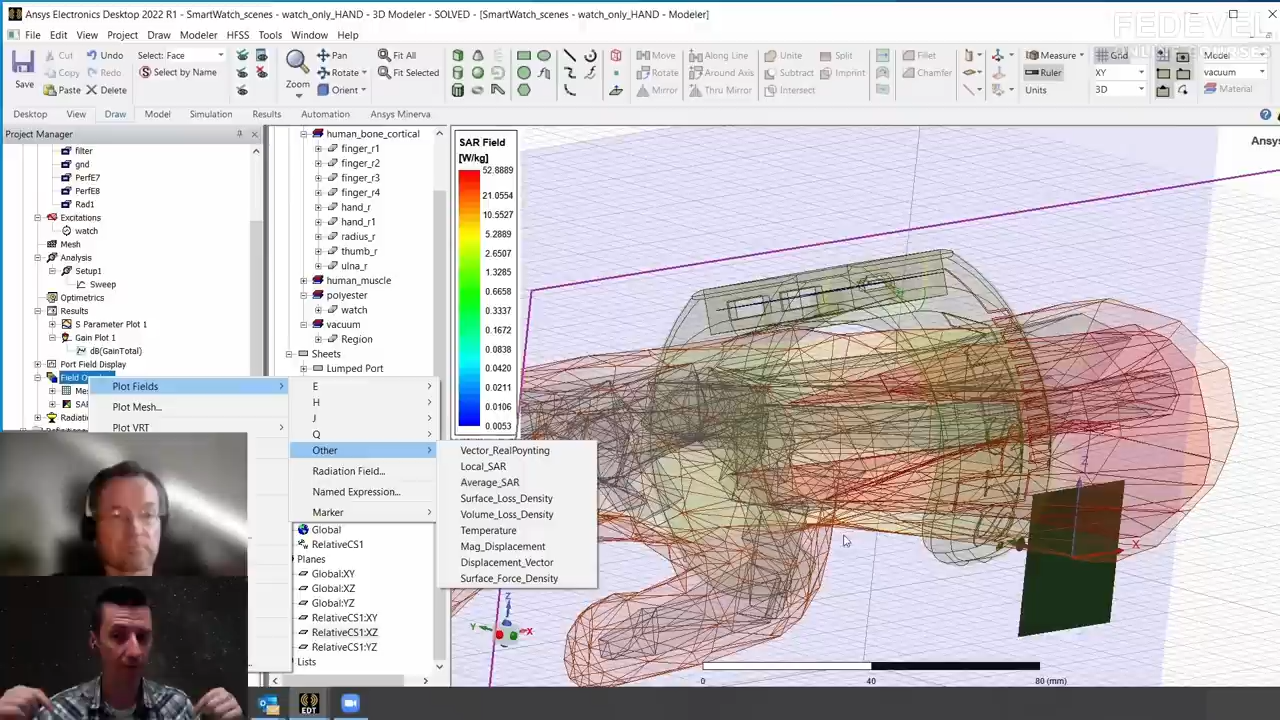 Ansys Electronics Desktop 2022 R1 - SmartWatch_scenes - watch_only_HAND - 3D Modeler - SOLVED - [SmartWatch_scenes - watch_only_HAND - Modeler]
FEDEVEL
File Edit View Project Draw Modeler HFSS Tools Window Help
Save
Cut
Copy
Paste
Undo
Redo
Delete
Select: Face
Select by Name
Zoom
Pan
Rotate
Orient
Fit All
Fit Selected
Move
Rotate
Mirror
Along Line
Around Axis
Thru Mirror
Unite
Subtract
Intersect
Split
Imprint
Fillet
Chamfer
Measure
Ruler
Units
Grid
XY
3D
Model
vacuum
Material
Desktop View Draw Model Simulation Results Automation Ansys Minerva
Project Manager
filter
gnd
PerfE7
PerfE8
Rad1
Excitations
watch
Mesh
Analysis
Setup1
Sweep
Optimetrics
Results
S Parameter Plot 1
Gain Plot 1
dB(GainTotal)
Port Field Display
Field O
Me
SA
Radiati
Plot Fields
Plot Mesh...
Plot VRT
human_bone_cortical
finger_r1
finger_r2
finger_r3
finger_r4
hand_r
hand_r1
radius_r
thumb_r
ulna_r
human_muscle
polyester
watch
vacuum
Region
Sheets
Lumped Port
E
H
J
Q
Other
Radiation Field...
Named Expression...
Marker
Global
RelativeCS1
Planes
Global:XY
Global:XZ
Global:YZ
RelativeCS1:XY
RelativeCS1:XZ
RelativeCS1:YZ
Lists
Vector_RealPoynting
Local_SAR
Average_SAR
Surface_Loss_Density
Volume_Loss_Density
Temperature
Mag_Displacement
Displacement_Vector
Surface_Force_Density
SAR Field
[W/kg]
52.8889
21.0554
10.5527
5.2889
2.6507
1.3285
0.6658
0.3337
0.1672
0.0838
0.0420
0.0211
0.0106
0.0053
Ansys
Z
X
Z
Y
X
0 40 80 (mm)
EDT